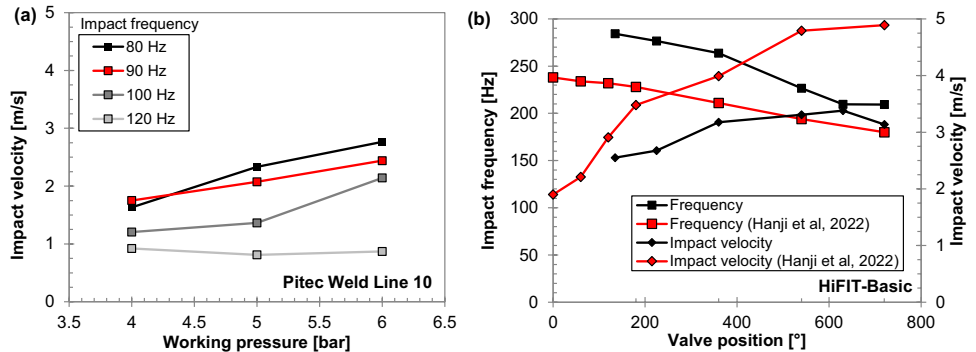 (a)
Impact frequency
80 Hz
90 Hz
100 Hz
120 Hz
Impact velocity [m/s]
5
4
3
2
1
0
3.5 4 4.5 5 5.5 6 6.5
Working pressure [bar]
Pitec Weld Line 10
(b)
Impact frequency [Hz]
300
250
200
150
100
50
0
0 200 400 600 800
Valve position [°]
5
4
3
2
1
0
Impact velocity [m/s]
Frequency
Frequency (Hanji et al, 2022)
Impact velocity
Impact velocity (Hanji et al, 2022)
HiFIT-Basic